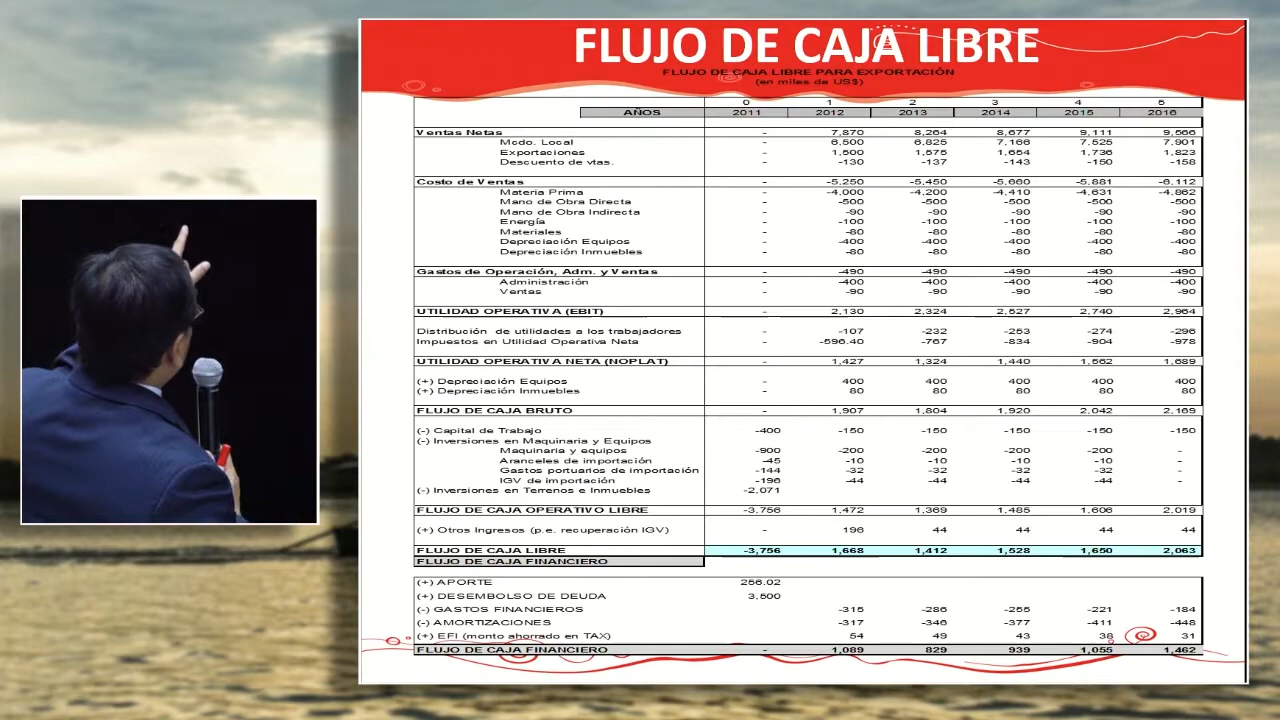 FLUJO DE CAJA LIBRE
FLUJO DE CAJA LIBRE PARA EXPORTACIÓN
(en miles de US$)
0 1 2 3 4 5
AÑOS 2011 2012 2013 2014 2015 2016
Ventas Netas - 7,870 8,264 8,677 9,111 9,566
Mcdo. Local - 6,500 6,825 7,166 7,525 7,901
Exportaciones - 1,500 1,575 1,654 1,736 1,823
Descuento de vtas. - -130 -137 -143 -150 -158
Costo de Ventas - -5,250 -5,450 -5,660 -5,881 -6,112
Materia Prima - -4,000 -4,200 -4,410 -4,631 -4,862
Mano de Obra Directa - -500 -500 -500 -500 -500
Mano de Obra Indirecta - -90 -90 -90 -90 -90
Energía - -100 -100 -100 -100 -100
Materiales - -80 -80 -80 -80 -80
Depreciación Equipos - -400 -400 -400 -400 -400
Depreciación Inmuebles - -80 -80 -80 -80 -80
Gastos de Operación, Adm. y Ventas - -490 -490 -490 -490 -490
Administración - -400 -400 -400 -400 -400
Ventas - -90 -90 -90 -90 -90
UTILIDAD OPERATIVA (EBIT) - 2,130 2,324 2,527 2,740 2,964
Distribución de utilidades a los trabajadores - -107 -232 -253 -274 -296
Impuestos en Utilidad Operativa Neta - -596.40 -767 -834 -904 -978
UTILIDAD OPERATIVA NETA (NOPLAT) - 1,427 1,324 1,440 1,562 1,689
(+) Depreciación Equipos - 400 400 400 400 400
(+) Depreciación Inmuebles - 80 80 80 80 80
FLUJO DE CAJA BRUTO - 1,907 1,804 1,920 2,042 2,169
(-) Capital de Trabajo -400 -150 -150 -150 -150 -150
(-) Inversiones en Maquinaria y Equipos
Maquinaria y equipos -900 -200 -200 -200 -200 -
Aranceles de importación -45 -10 -10 -10 -10 -
Gastos portuarios de importación -144 -32 -32 -32 -32 -
IGV de importación -196 -44 -44 -44 -44 -
(-) Inversiones en Terrenos e Inmuebles -2,071
FLUJO DE CAJA OPERATIVO LIBRE -3,756 1,472 1,369 1,485 1,606 2,019
(+) Otros Ingresos (p.e. recuperación IGV) - 196 44 44 44 44
FLUJO DE CAJA LIBRE -3,756 1,668 1,412 1,528 1,650 2,063
FLUJO DE CAJA FINANCIERO
(+) APORTE 256.02
(+) DESEMBOLSO DE DEUDA 3,500
(-) GASTOS FINANCIEROS -315 -286 -255 -221 -184
(-) AMORTIZACIONES -317 -346 -377 -411 -448
(+) EFI (monto ahorrado en TAX) 54 49 43 38 31
FLUJO DE CAJA FINANCIERO - 1,089 829 939 1,055 1,462